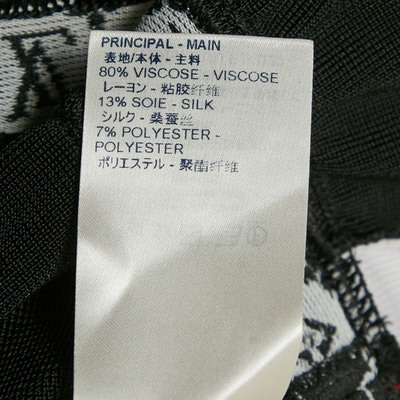 PRINCIPAL - MAIN
表地/本体 - 主料
80% VISCOSE - VISCOSE
レーヨン - 粘胶纤维
13% SOIE - SILK
シルク - 桑蚕丝
7% POLYESTER -
POLYESTER
ポリエステル - 聚酯纤维